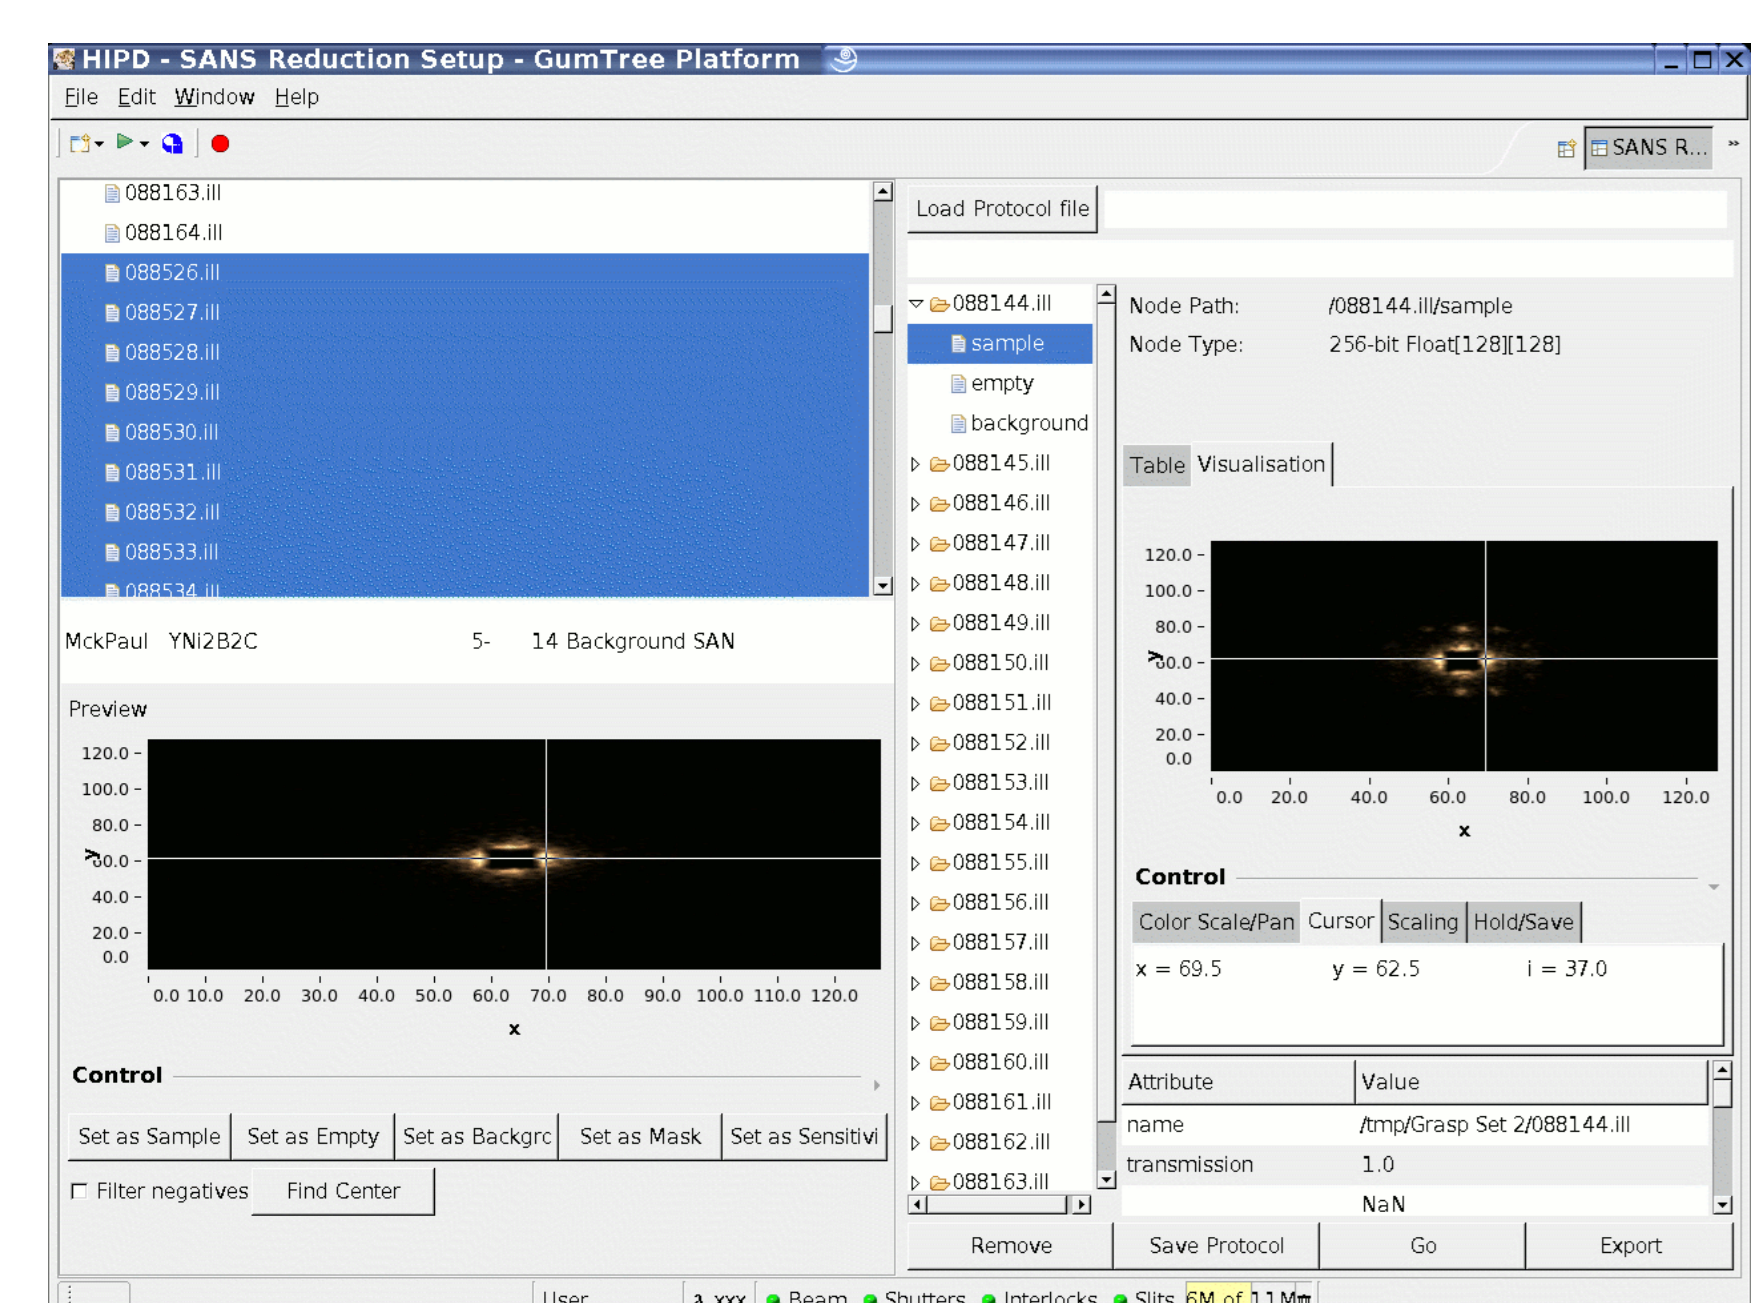 HIPD - SANS Reduction Setup - GumTree Platform
File Edit Window Help
SANS R... »
088163.ill
088164.ill
088526.ill
088527.ill
088528.ill
088529.ill
088530.ill
088531.ill
088532.ill
088533.ill
088534.ill
MckPaul YNi2B2C 5- 14 Background SAN
Preview
120.0
100.0
80.0
60.0
y
40.0
20.0
0.0
0.0 10.0 20.0 30.0 40.0 50.0 60.0 70.0 80.0 90.0 100.0 110.0 120.0
x
Control
Set as Sample Set as Empty Set as Backgrc Set as Mask Set as Sensitivi
Filter negatives Find Center
Load Protocol file
088144.ill
sample
empty
background
088145.ill
088146.ill
088147.ill
088148.ill
088149.ill
088150.ill
088151.ill
088152.ill
088153.ill
088154.ill
088155.ill
088156.ill
088157.ill
088158.ill
088159.ill
088160.ill
088161.ill
088162.ill
088163.ill
Node Path: /088144.ill/sample
Node Type: 256-bit Float[128][128]
Table Visualisation
120.0
100.0
80.0
y
60.0
40.0
20.0
0.0
0.0 20.0 40.0 60.0 80.0 100.0 120.0
x
Control
Color Scale/Pan Cursor Scaling Hold/Save
x = 69.5 y = 62.5 i = 37.0
Attribute Value
name /tmp/Grasp Set 2/088144.ill
transmission 1.0
NaN
Remove Save Protocol Go Export
User λ xxx Beam Shutters Interlocks Slits 6M of 11M